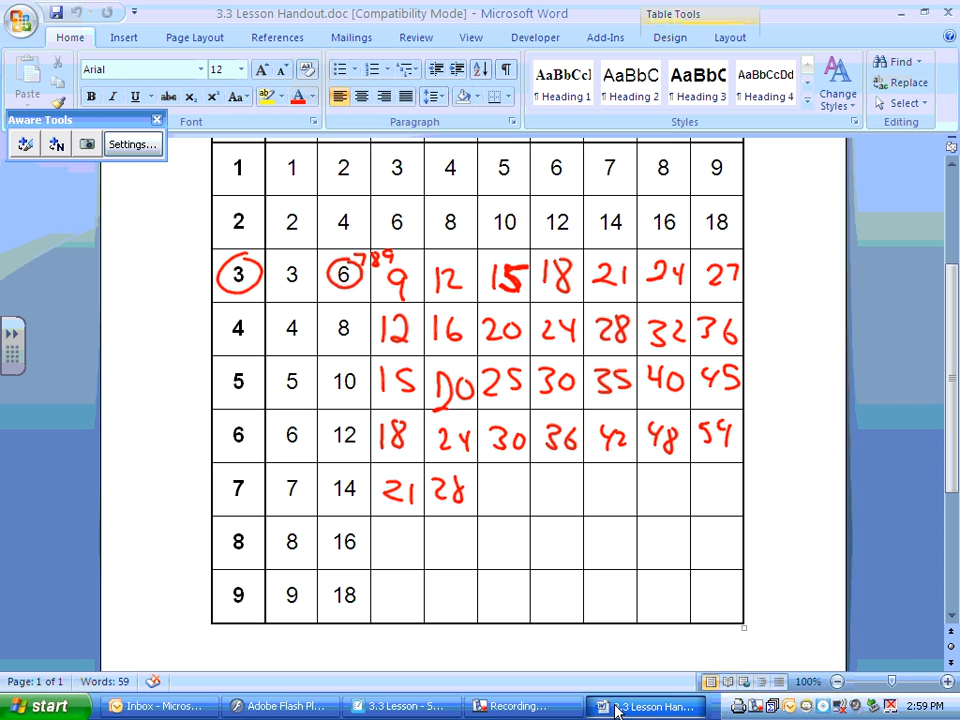 3.3 Lesson Handout.doc [Compatibility Mode] - Microsoft Word
Table Tools
Home Insert Page Layout References Mailings Review View Developer Add-Ins Design Layout
Paste
Arial 12
AaBbCcI AaBbC AaBbC AaBbCcDd
Heading 1 Heading 2 Heading 3 Heading 4
Change Styles
Find
Replace
Select
Font Paragraph Styles Editing
Aware Tools
Settings...
1 1 2 3 4 5 6 7 8 9
2 2 4 6 8 10 12 14 16 18
789
3 3 6 9 12 15 18 21 24 27
4 4 8 12 16 20 24 28 32 36
5 5 10 15 20 25 30 35 40 45
6 6 12 18 24 30 36 42 48 54
7 7 14 21 28
8 8 16
9 9 18
Page: 1 of 1 Words: 59 100%
start Inbox - Micros... Adobe Flash Pl... 3.3 Lesson - S... Recording... 3.3 Lesson Han... 2:59 PM